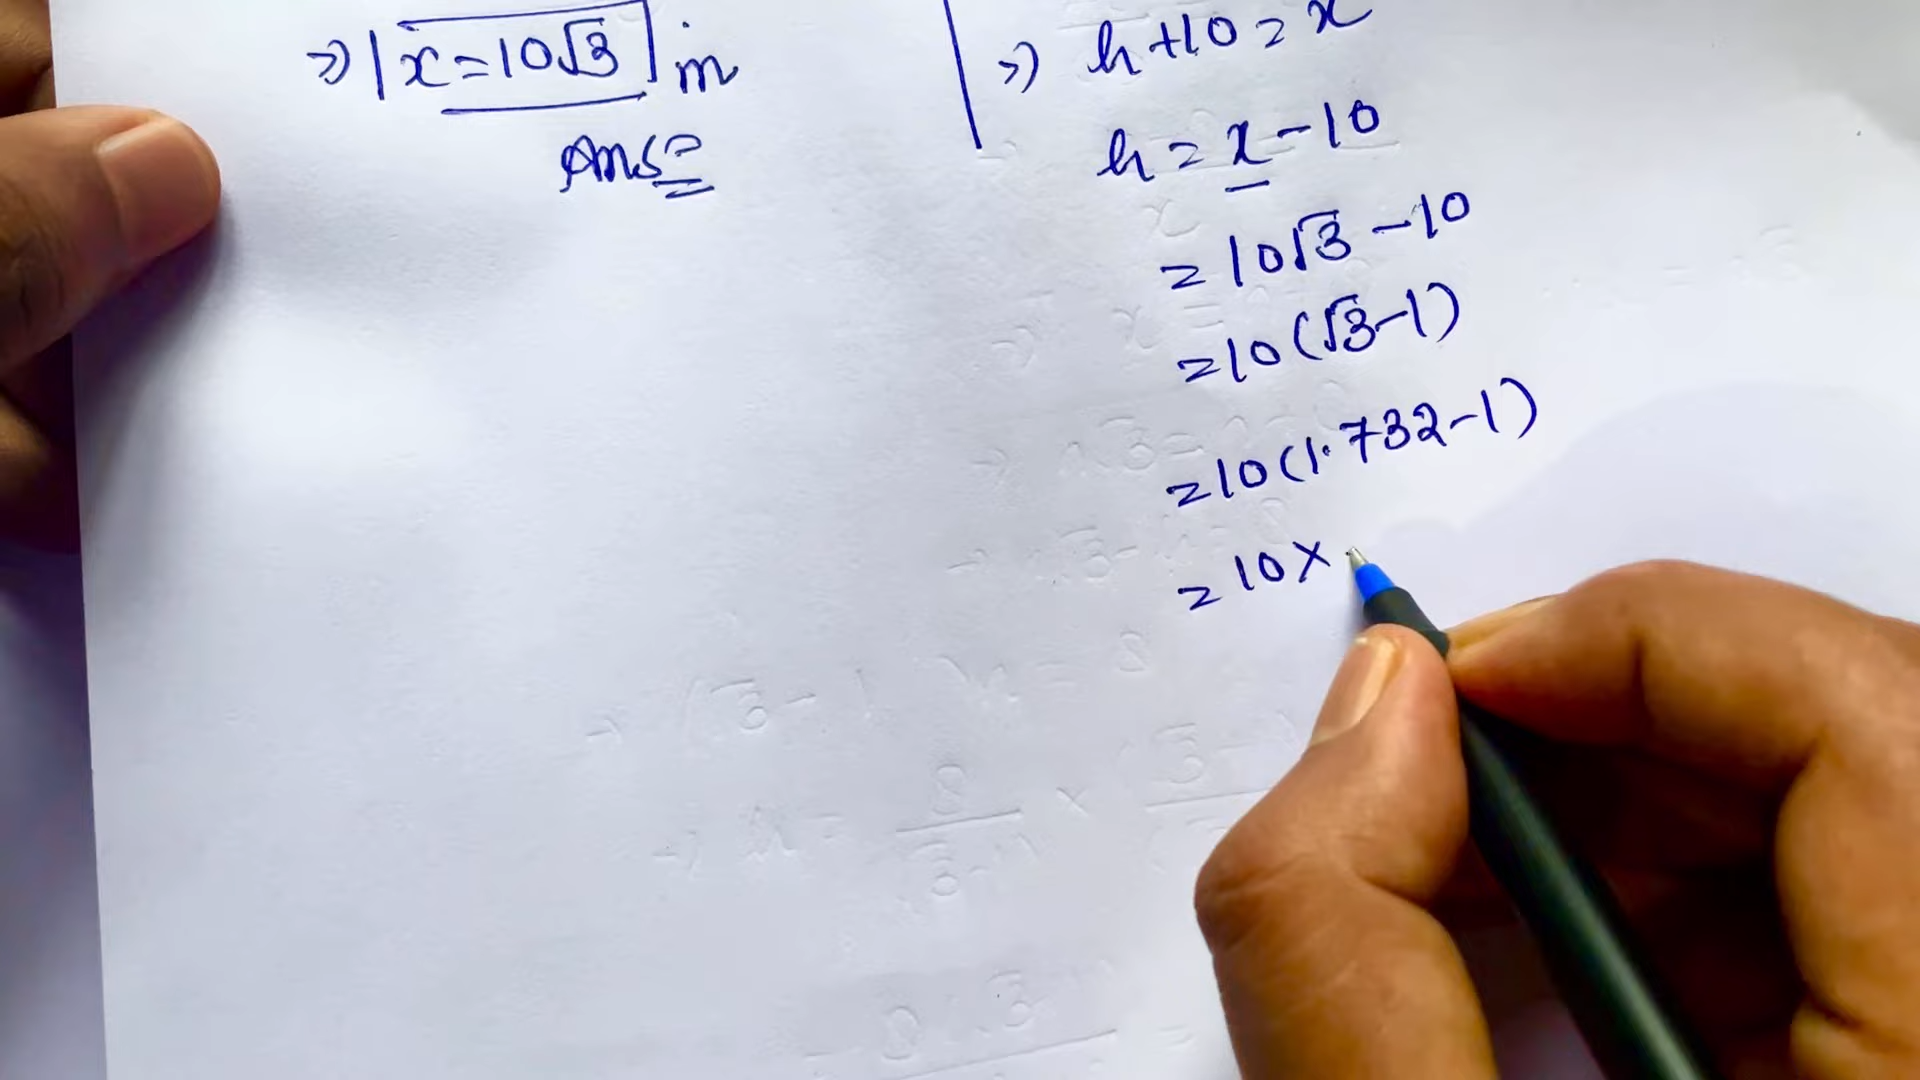 ⇒ x=10√3 m
Ans
⇒ h+10=x
h=x-10
=10√3-10
=10(√3-1)
=10(1.732-1)
=10×